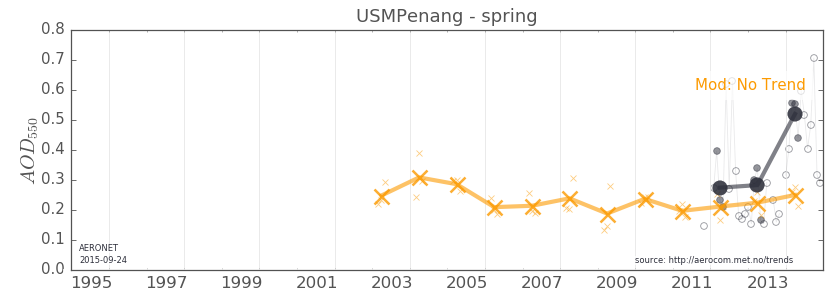 USMPenang - spring
0.8
0.7
0.6
0.5
0.4
0.3
0.2
0.1
0.0
AOD550
Mod: No Trend
AERONET
2015-09-24
source: http://aerocom.met.no/trends
1995 1997 1999 2001 2003 2005 2007 2009 2011 2013